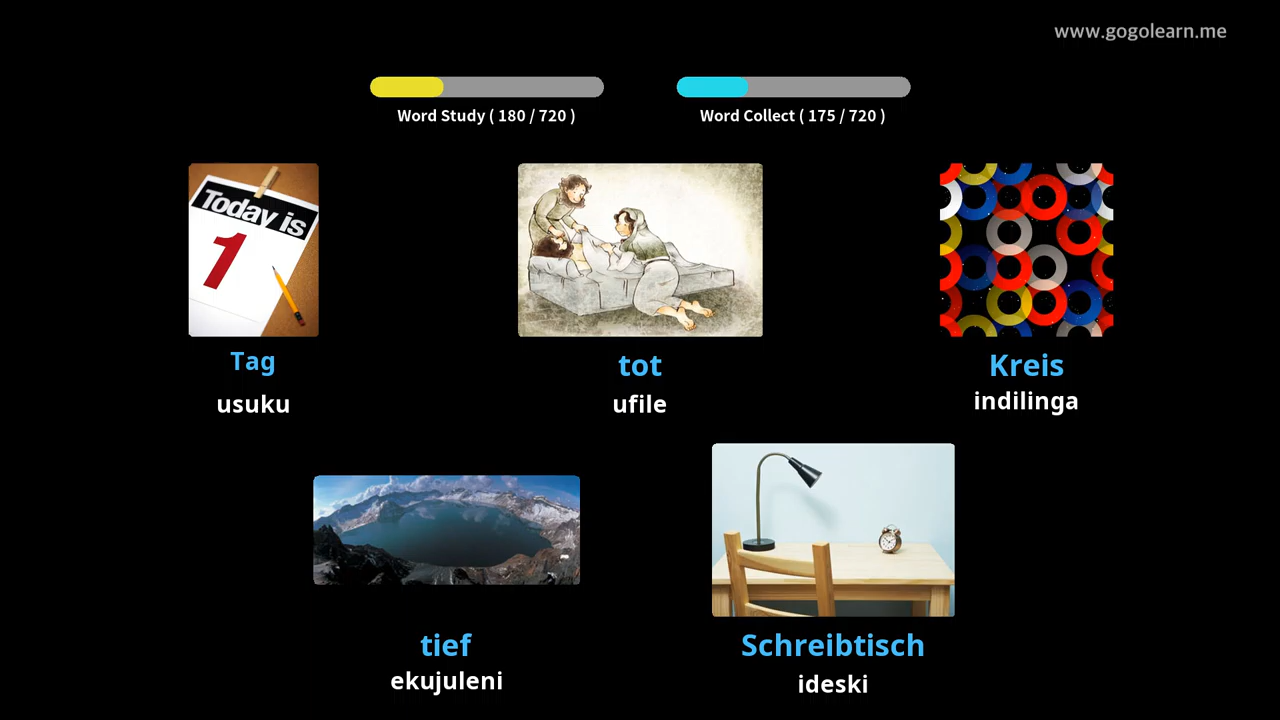 www.gogolearn.me
Word Study ( 180 / 720 )
Word Collect ( 175 / 720 )
Today is
1
Tag
usuku
tot
ufile
Kreis
indilinga
tief
ekujuleni
Schreibtisch
ideski